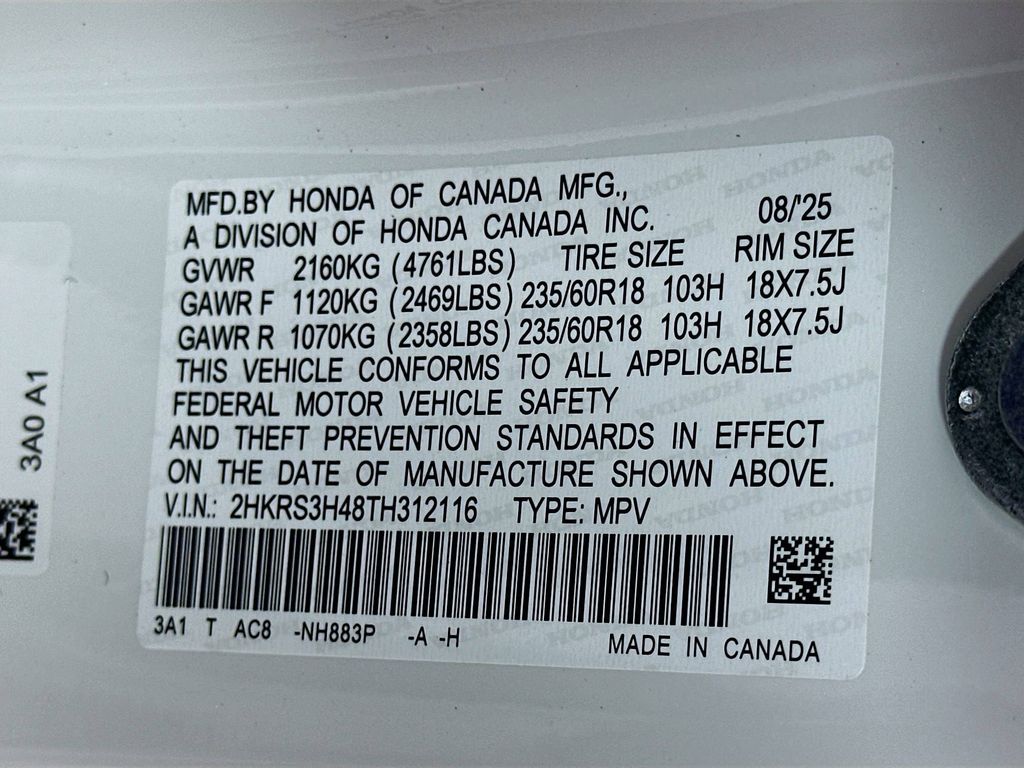 MFD.BY HONDA OF CANADA MFG.,
A DIVISION OF HONDA CANADA INC. 08/'25
GVWR 2160KG (4761LBS) TIRE SIZE RIM SIZE
GAWR F 1120KG (2469LBS) 235/60R18 103H 18X7.5J
GAWR R 1070KG (2358LBS) 235/60R18 103H 18X7.5J
THIS VEHICLE CONFORMS TO ALL APPLICABLE
FEDERAL MOTOR VEHICLE SAFETY
AND THEFT PREVENTION STANDARDS IN EFFECT
ON THE DATE OF MANUFACTURE SHOWN ABOVE.
V.I.N.: 2HKRS3H48TH312116 TYPE: MPV
3A1 T AC8 -NH883P -A -H
MADE IN CANADA
3A0 A1